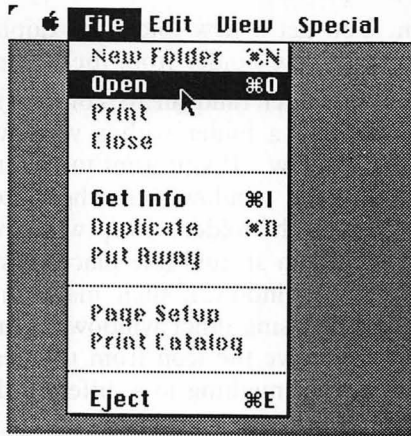 File Edit View Special
New Folder ⌘N
Open ⌘O
Print
Close
Get Info ⌘I
Duplicate ⌘D
Put Away
Page Setup
Print Catalog
Eject ⌘E